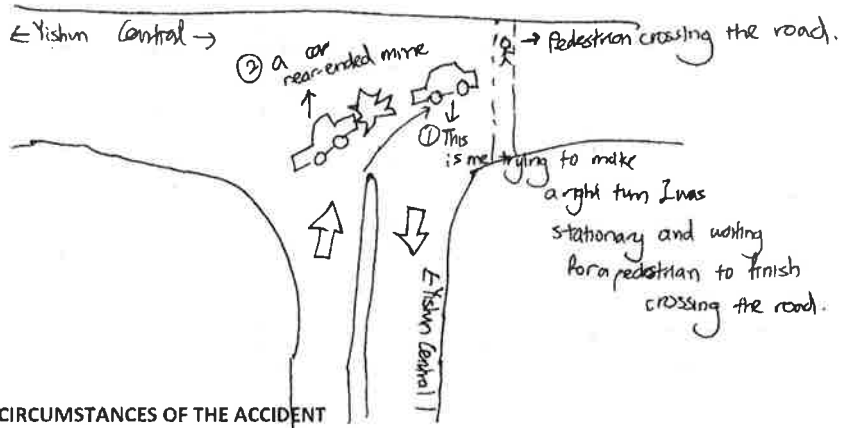 ← Yishun Central →
→ Pedestrian crossing the road.
② a car
rear-ended mine
① This
is me trying to make
a right turn I was
stationary and waiting
for a pedestrian to finish
crossing the road.
← Yishun Central 1
CIRCUMSTANCES OF THE ACCIDENT